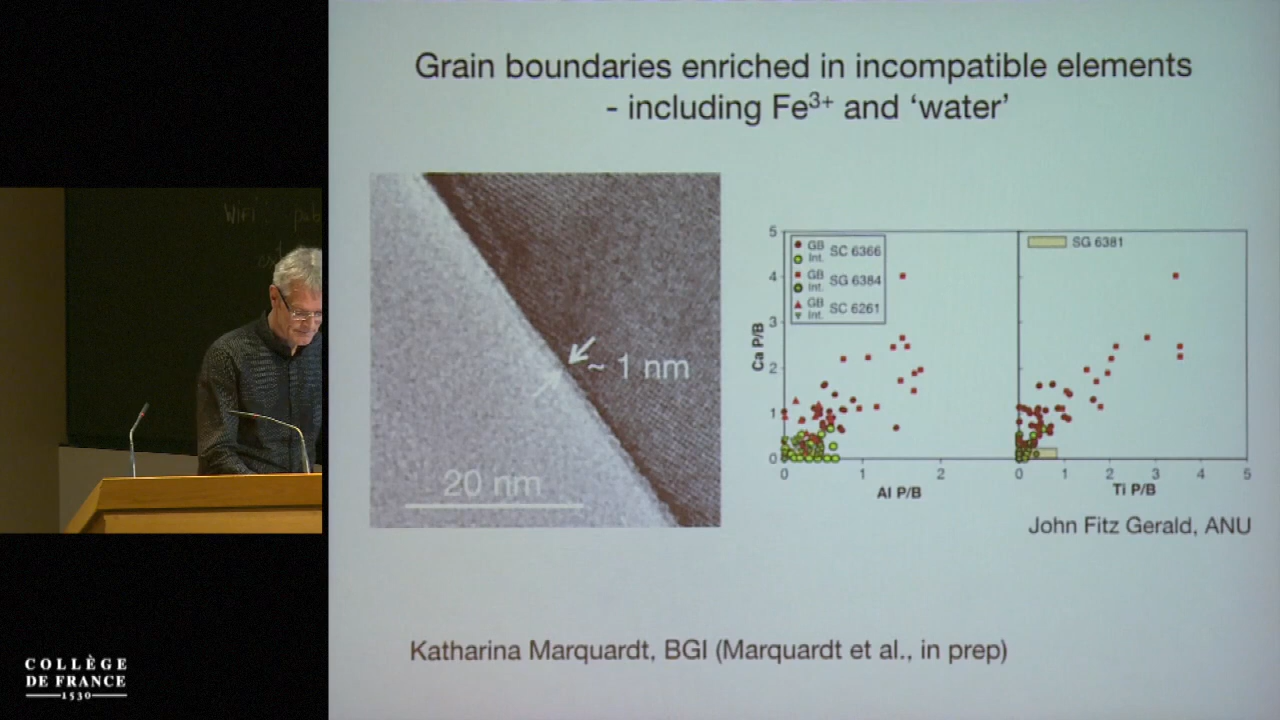 Grain boundaries enriched in incompatible elements
- including Fe³⁺ and ‘water’
WiFi
~ 1 nm
20 nm
GB
Int.
SC 6366
GB
Int.
SG 6384
GB
Int.
SC 6261
SG 6381
Ca P/B
5
4
3
2
1
0
0 1 2
Al P/B
0 1 2 3 4 5
Ti P/B
John Fitz Gerald, ANU
Katharina Marquardt, BGI (Marquardt et al., in prep)
COLLÈGE
DE FRANCE
1530